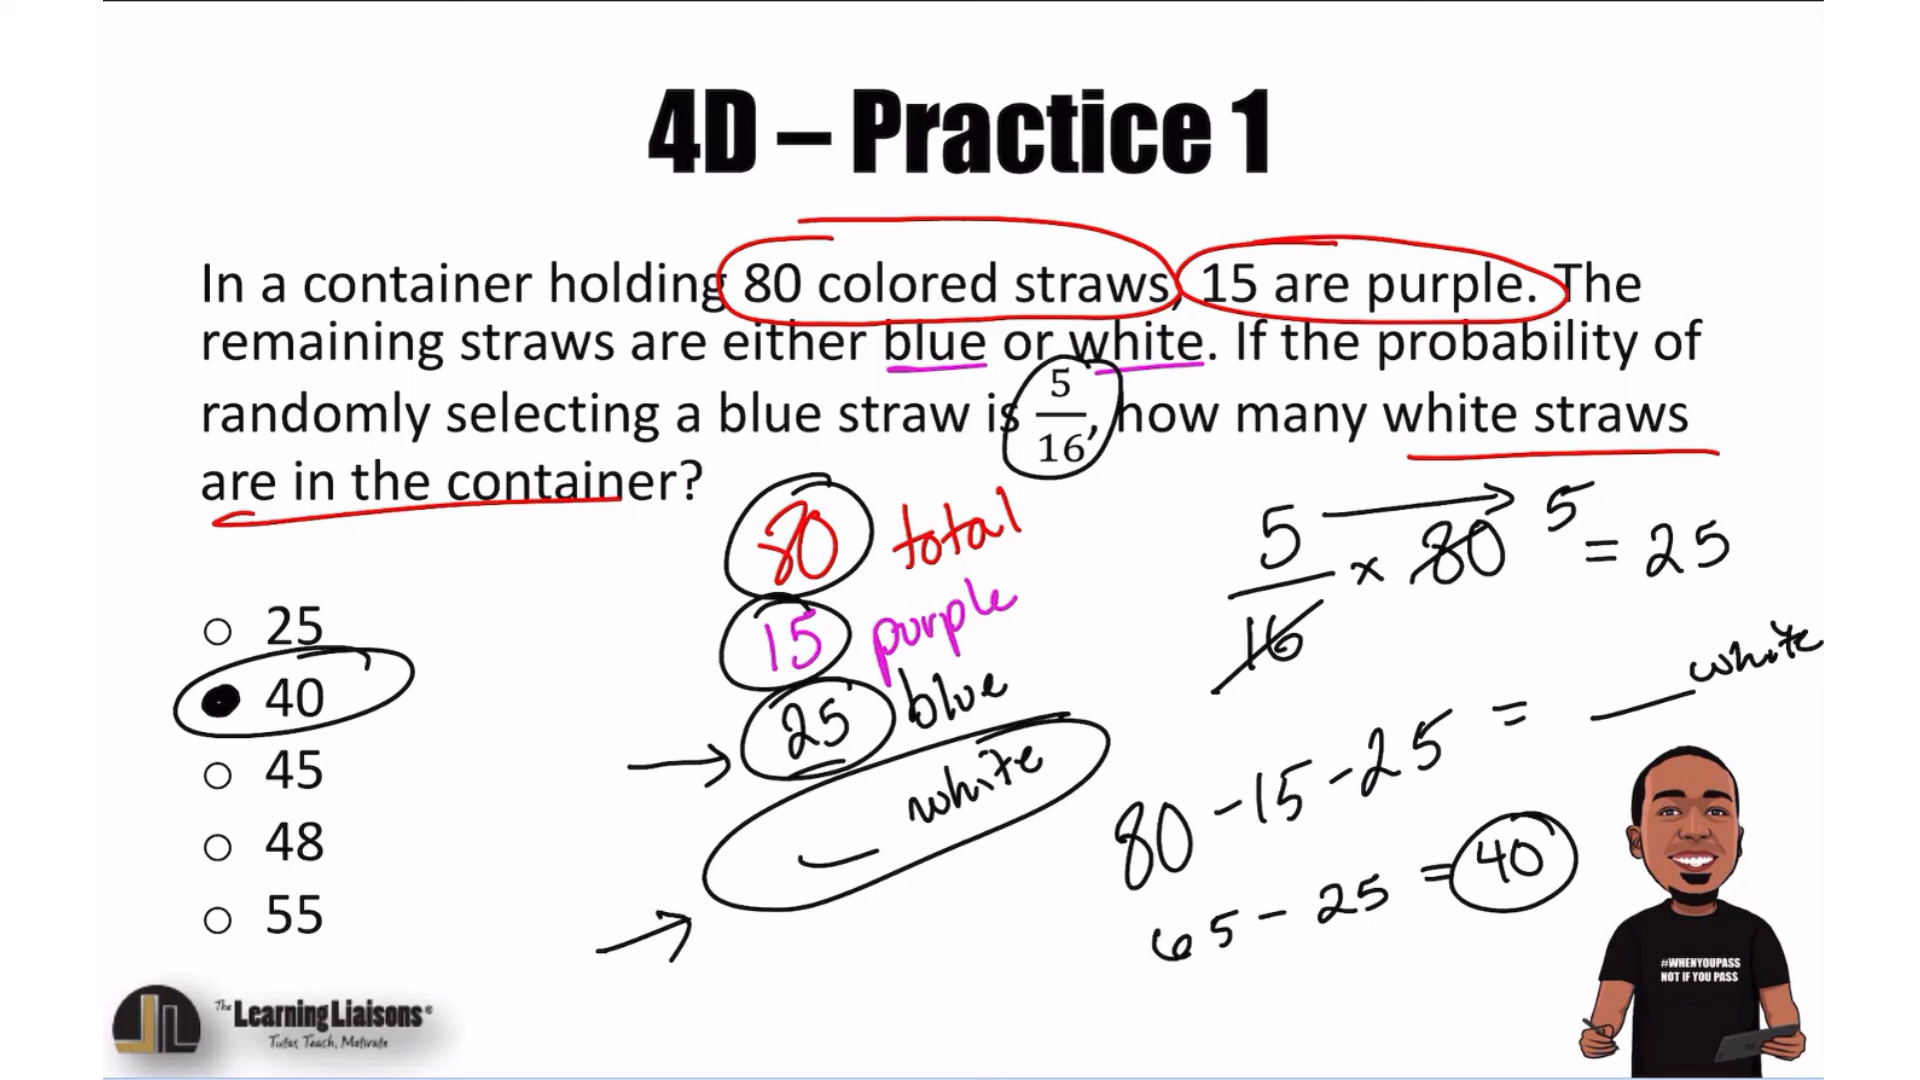 4D – Practice 1
In a container holding 80 colored straws, 15 are purple. The
remaining straws are either blue or white. If the probability of
randomly selecting a blue straw is 5/16, how many white straws
are in the container?
80 total
15 purple
25 blue
white
5/16 x 80 5 = 25
80 - 15 - 25 = __ white
65 - 25 = 40
25
40
45
48
55
#WHENYOUPASS
NOT IF YOU PASS
The Learning Liaisons®
Tutor, Teach, Motivate